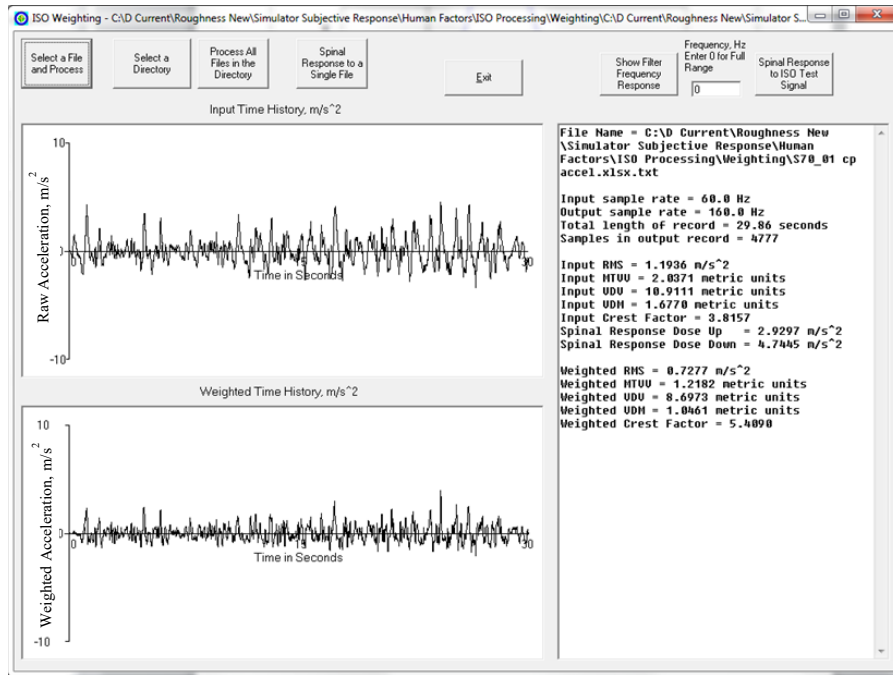 ISO Weighting - C:\D Current\Roughness New\Simulator Subjective Response\Human Factors\ISO Processing\Weighting\C:\D Current\Roughness New\Simulator S...
Select a File
and Process
Select a
Directory
Process All
Files in the
Directory
Spinal
Response to a
Single File
Exit
Show Filter
Frequency
Response
Frequency, Hz
Enter 0 for Full
Range
0
Spinal Response
to ISO Test
Signal
Input Time History, m/s^2
Raw Acceleration, m/s2
10
0
-10
0
15
30
Time in Seconds
Weighted Time History, m/s^2
Weighted Acceleration, m/s2
10
0
-10
0
15
30
Time in Seconds
File Name = C:\D Current\Roughness New
\Simulator Subjective Response\Human
Factors\ISO Processing\Weighting\S70_01 cp
accel.xlsx.txt
Input sample rate = 60.0 Hz
Output sample rate = 160.0 Hz
Total length of record = 29.86 seconds
Samples in output record = 4777
Input RMS = 1.1936 m/s^2
Input MTVV = 2.0371 metric units
Input VDV = 10.9111 metric units
Input VDM = 1.6770 metric units
Input Crest Factor = 3.8157
Spinal Response Dose Up   = 2.9297 m/s^2
Spinal Response Dose Down = 4.7445 m/s^2
Weighted RMS = 0.7277 m/s^2
Weighted MTVV = 1.2182 metric units
Weighted VDV = 8.6973 metric units
Weighted VDM = 1.0461 metric units
Weighted Crest Factor = 5.4090